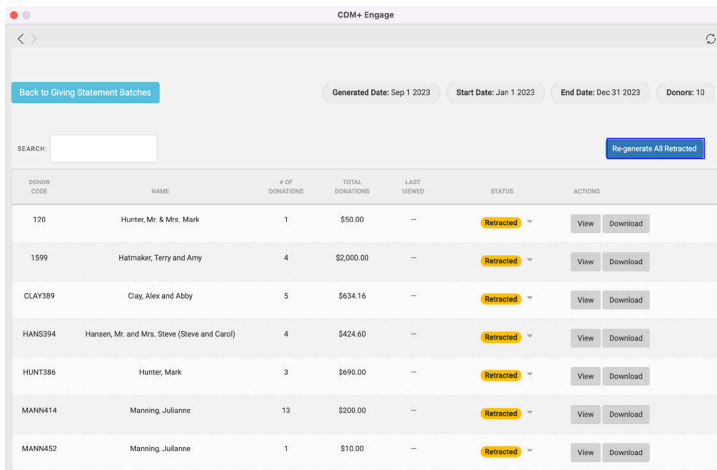 CDM+ Engage
Back to Giving Statement Batches Generated Date: Sep 1 2023 Start Date: Jan 1 2023 End Date: Dec 31 2023 Donors: 10
SEARCH: Re-generate All Retracted
DONOR CODE NAME # OF DONATIONS TOTAL DONATIONS LAST VIEWED STATUS ACTIONS
120 Hunter, Mr. & Mrs. Mark 1 $50.00 — Retracted View Download
1599 Hatmaker, Terry and Amy 4 $2,000.00 — Retracted View Download
CLAY389 Clay, Alex and Abby 5 $634.16 — Retracted View Download
HANS394 Hansen, Mr. and Mrs. Steve (Steve and Carol) 4 $424.60 — Retracted View Download
HUNT386 Hunter, Mark 3 $690.00 — Retracted View Download
MANN414 Manning, Julianne 13 $200.00 — Retracted View Download
MANN452 Manning, Juilanne 1 $10.00 — Retracted View Download